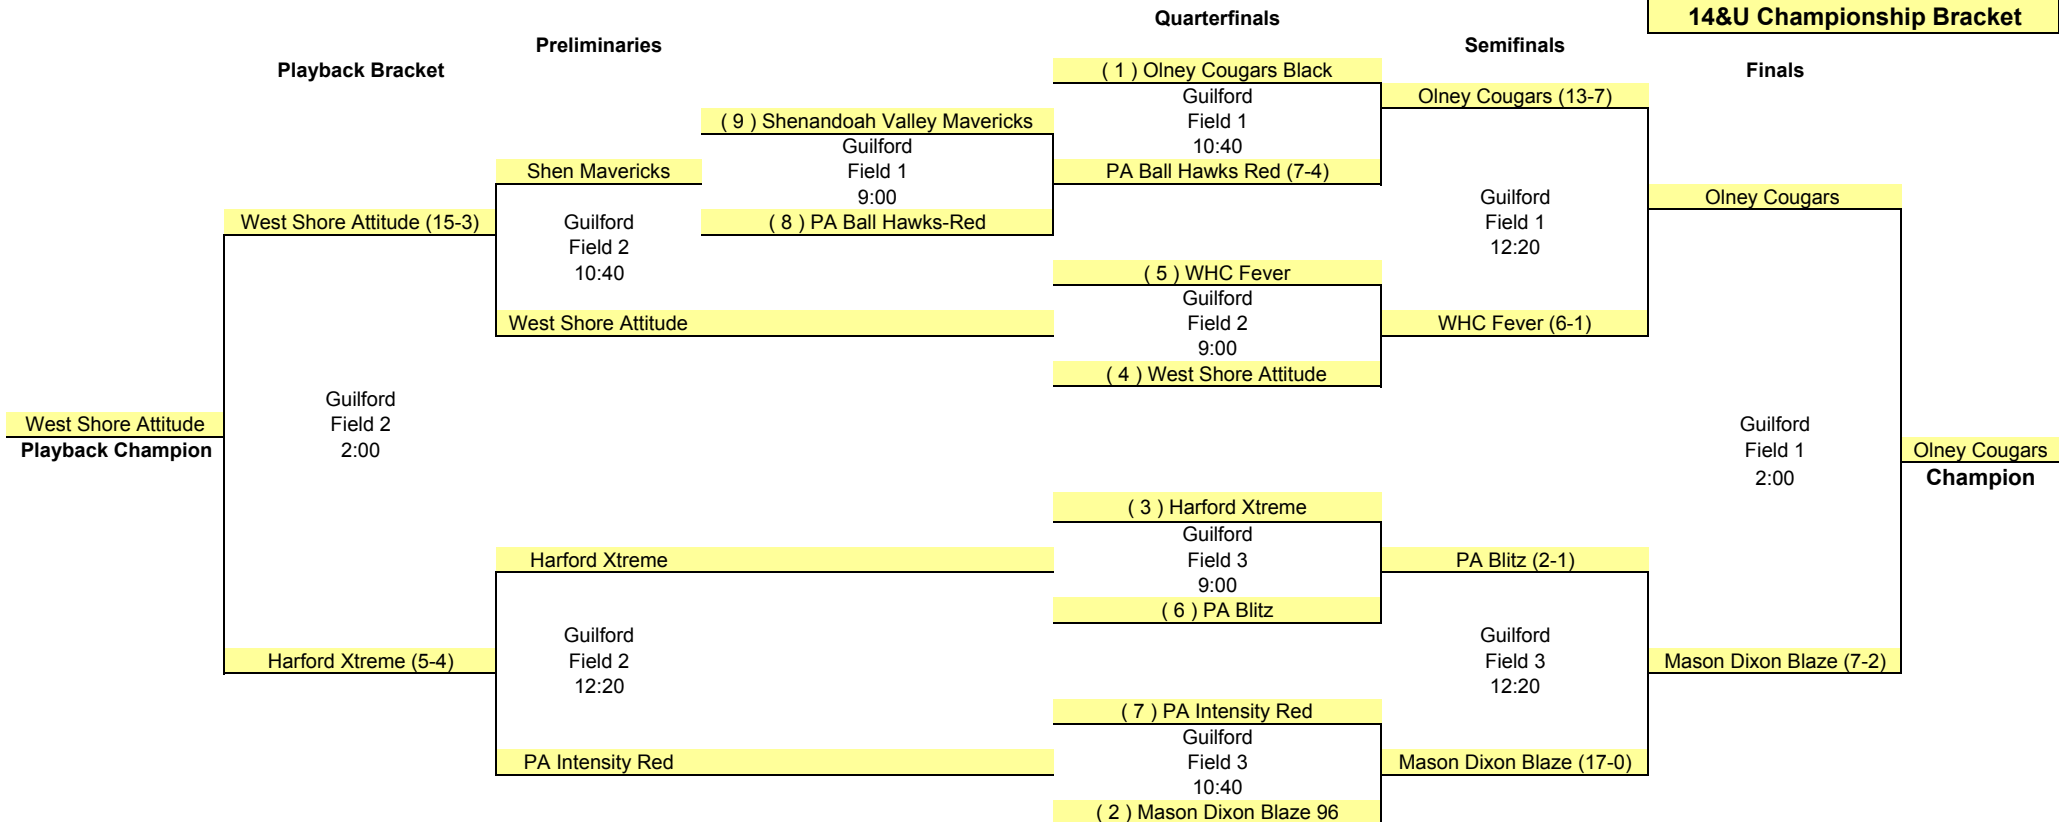 14&U Championship Bracket
Quarterfinals
Preliminaries
Semifinals
Playback Bracket
Finals
( 1 ) Olney Cougars Black
Guilford
Field 1
10:40
Olney Cougars (13-7)
( 9 ) Shenandoah Valley Mavericks
Guilford
Field 1
9:00
Shen Mavericks
PA Ball Hawks Red (7-4)
( 8 ) PA Ball Hawks-Red
West Shore Attitude (15-3)
Guilford
Field 2
10:40
Guilford
Field 1
12:20
Olney Cougars
( 5 ) WHC Fever
Guilford
Field 2
9:00
West Shore Attitude
WHC Fever (6-1)
( 4 ) West Shore Attitude
Guilford
Field 2
2:00
West Shore Attitude
Playback Champion
Guilford
Field 1
2:00
Olney Cougars
Champion
( 3 ) Harford Xtreme
Guilford
Field 3
9:00
Harford Xtreme
PA Blitz (2-1)
( 6 ) PA Blitz
Guilford
Field 2
12:20
Harford Xtreme (5-4)
Guilford
Field 3
12:20
Mason Dixon Blaze (7-2)
( 7 ) PA Intensity Red
Guilford
Field 3
10:40
PA Intensity Red
Mason Dixon Blaze (17-0)
( 2 ) Mason Dixon Blaze 96